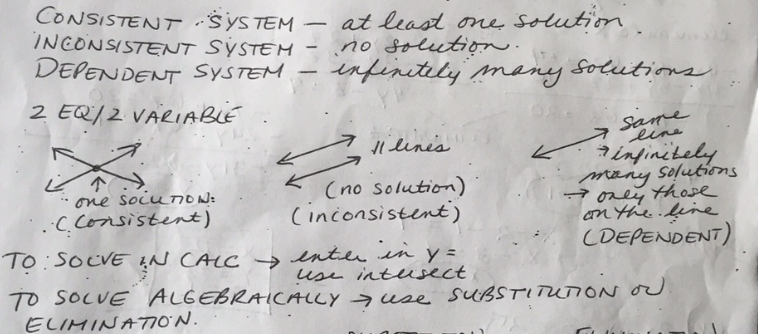 CONSISTENT SYSTEM — at least one solution
INCONSISTENT SYSTEM - no solution.
DEPENDENT SYSTEM — infinitely many solutions
2 EQ/2 VARIABLE
one solution:
(consistent)
// lines
(no solution)
(inconsistent)
same
line
→ infinitely
many solutions
→ only those
on the line
(DEPENDENT)
TO SOLVE IN CALC → enter in y =
use intersect
TO SOLVE ALGEBRAICALLY → use SUBSTITUTION or
ELIMINATION.